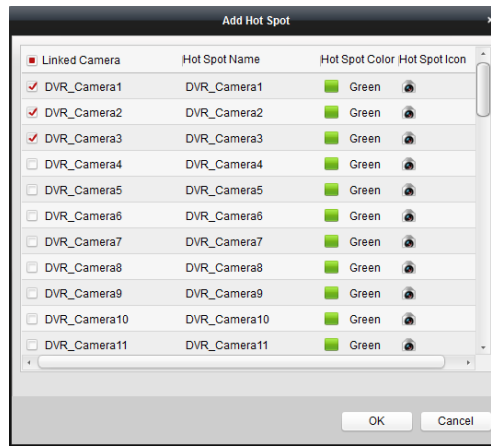 Add Hot Spot
Linked Camera Hot Spot Name Hot Spot Color Hot Spot Icon
DVR_Camera1 DVR_Camera1 Green
DVR_Camera2 DVR_Camera2 Green
DVR_Camera3 DVR_Camera3 Green
DVR_Camera4 DVR_Camera4 Green
DVR_Camera5 DVR_Camera5 Green
DVR_Camera6 DVR_Camera6 Green
DVR_Camera7 DVR_Camera7 Green
DVR_Camera8 DVR_Camera8 Green
DVR_Camera9 DVR_Camera9 Green
DVR_Camera10 DVR_Camera10 Green
DVR_Camera11 DVR_Camera11 Green
OK Cancel